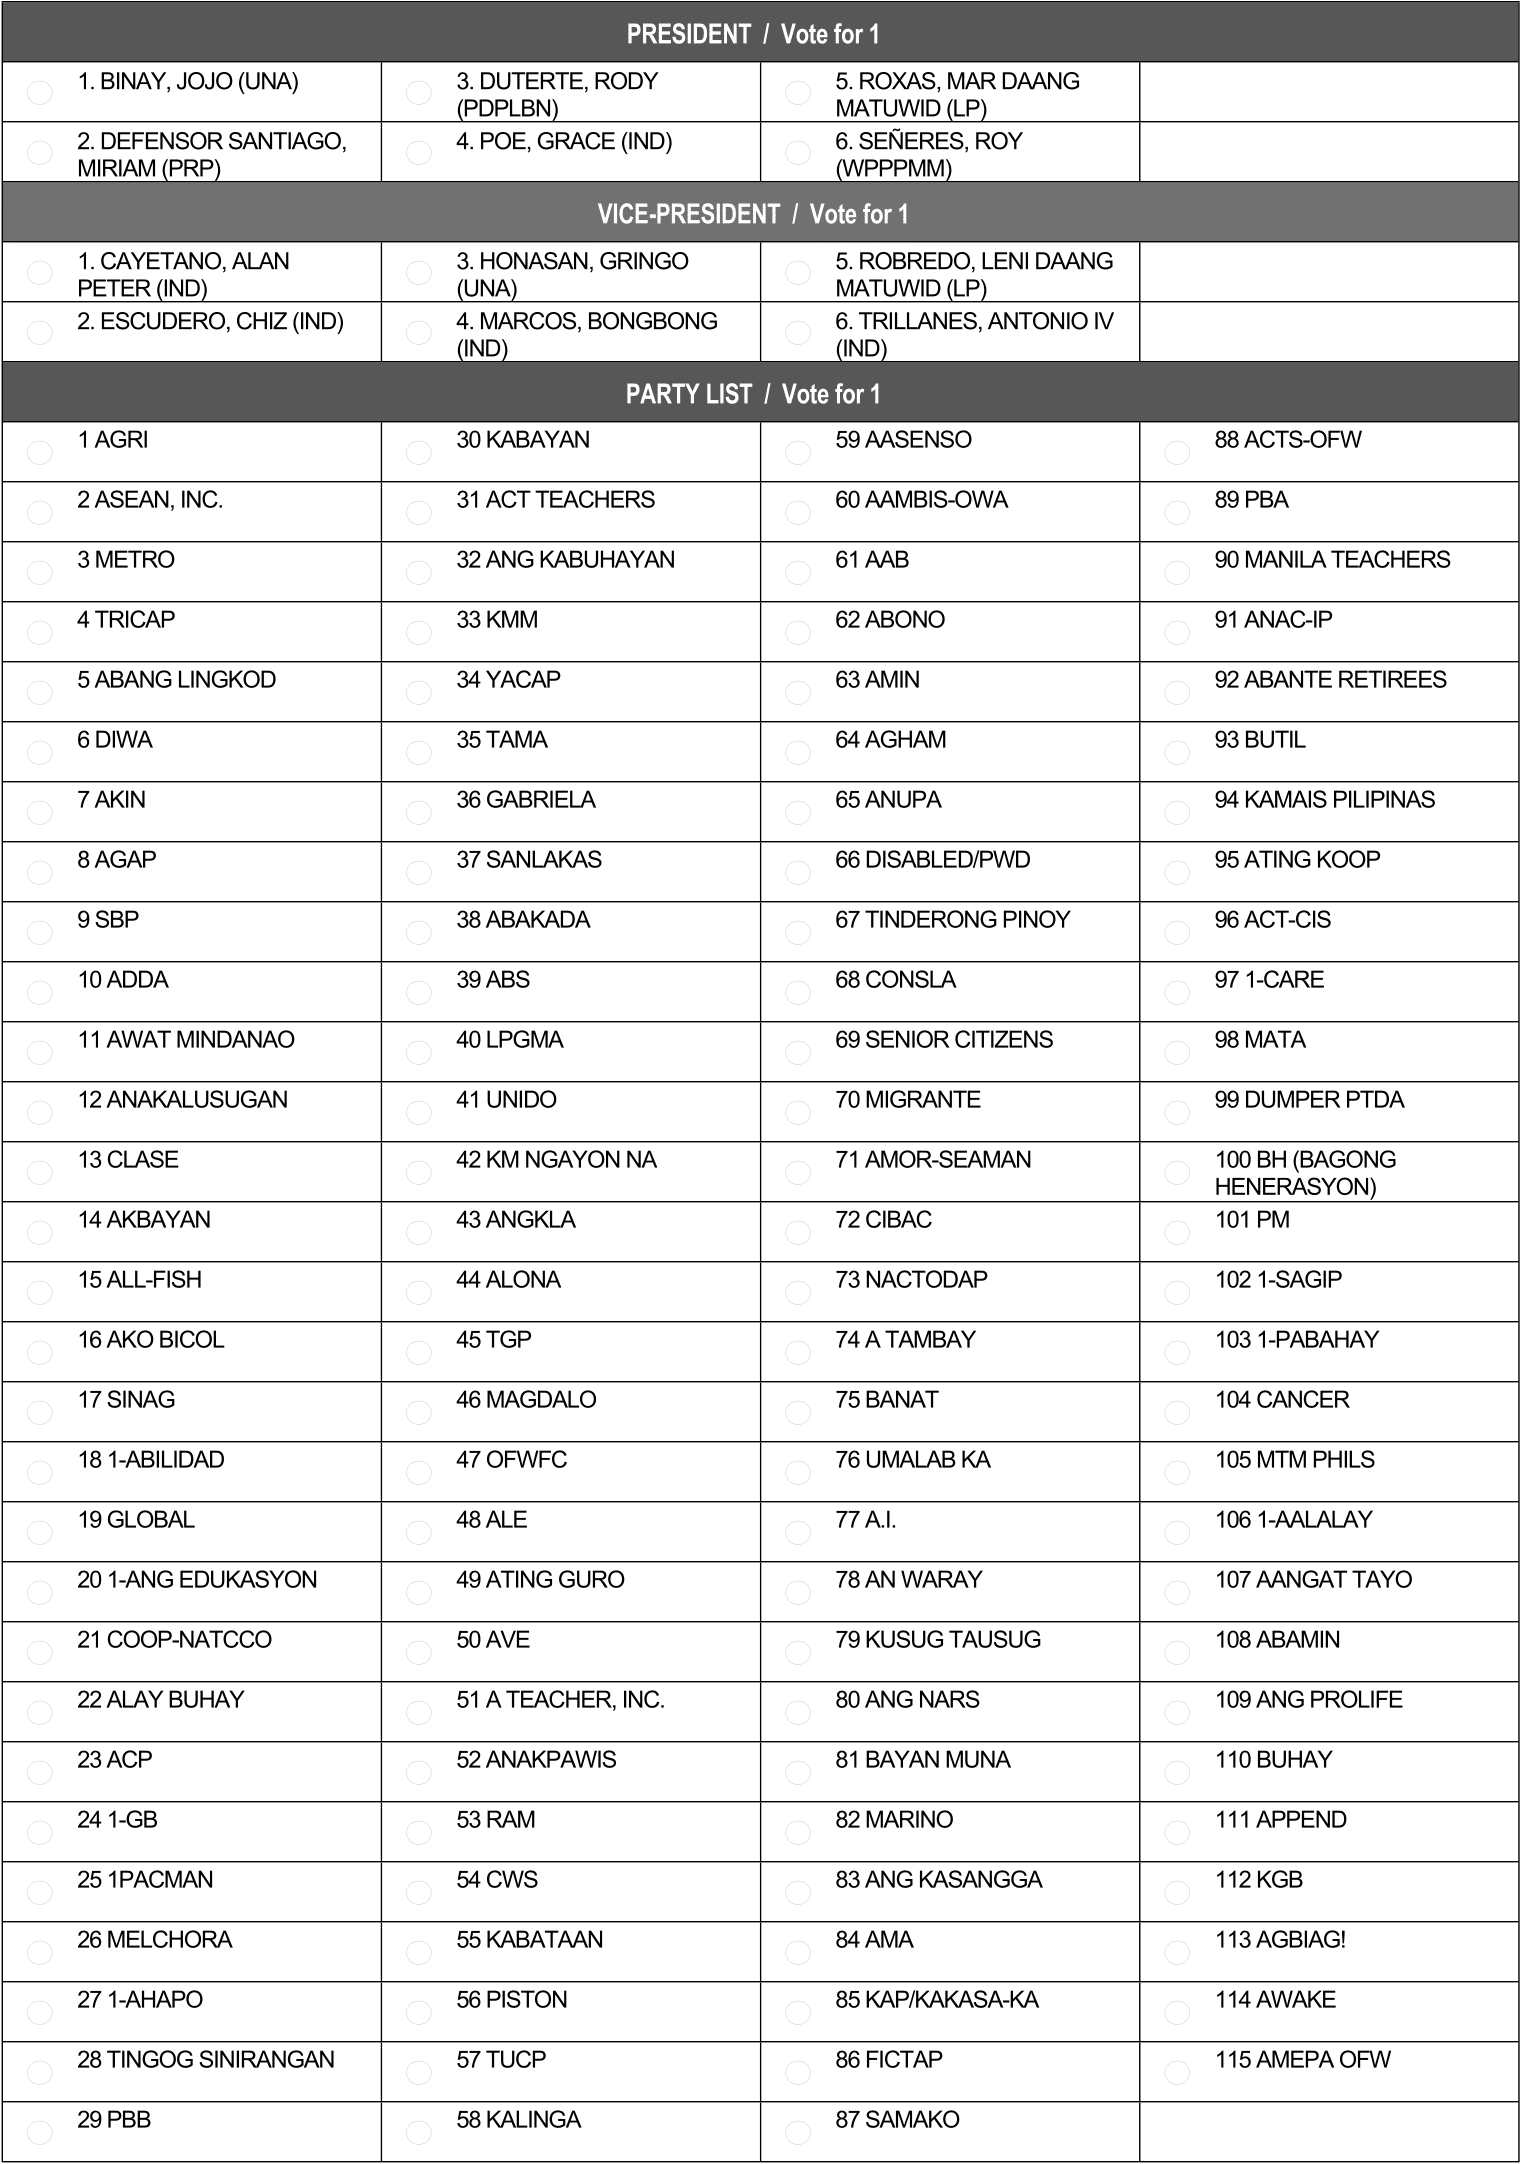 PRESIDENT / Vote for 1
1. BINAY, JOJO (UNA)
2. DEFENSOR SANTIAGO,
MIRIAM (PRP)
3. DUTERTE, RODY
(PDPLBN)
4. POE, GRACE (IND)
5. ROXAS, MAR DAANG
MATUWID (LP)
6. SEÑERES, ROY
(WPPPMM)
VICE-PRESIDENT / Vote for 1
1. CAYETANO, ALAN
PETER (IND)
2. ESCUDERO, CHIZ (IND)
3. HONASAN, GRINGO
(UNA)
4. MARCOS, BONGBONG
(IND)
5. ROBREDO, LENI DAANG
MATUWID (LP)
6. TRILLANES, ANTONIO IV
(IND)
PARTY LIST / Vote for 1
1 AGRI
2 ASEAN, INC.
3 METRO
4 TRICAP
5 ABANG LINGKOD
6 DIWA
7 AKIN
8 AGAP
9 SBP
10 ADDA
11 AWAT MINDANAO
12 ANAKALUSUGAN
13 CLASE
14 AKBAYAN
15 ALL-FISH
16 AKO BICOL
17 SINAG
18 1-ABILIDAD
19 GLOBAL
20 1-ANG EDUKASYON
21 COOP-NATCCO
22 ALAY BUHAY
23 ACP
24 1-GB
25 1PACMAN
26 MELCHORA
27 1-AHAPO
28 TINGOG SINIRANGAN
29 PBB
30 KABAYAN
31 ACT TEACHERS
32 ANG KABUHAYAN
33 KMM
34 YACAP
35 TAMA
36 GABRIELA
37 SANLAKAS
38 ABAKADA
39 ABS
40 LPGMA
41 UNIDO
42 KM NGAYON NA
43 ANGKLA
44 ALONA
45 TGP
46 MAGDALO
47 OFWFC
48 ALE
49 ATING GURO
50 AVE
51 A TEACHER, INC.
52 ANAKPAWIS
53 RAM
54 CWS
55 KABATAAN
56 PISTON
57 TUCP
58 KALINGA
59 AASENSO
60 AAMBIS-OWA
61 AAB
62 ABONO
63 AMIN
64 AGHAM
65 ANUPA
66 DISABLED/PWD
67 TINDERONG PINOY
68 CONSLA
69 SENIOR CITIZENS
70 MIGRANTE
71 AMOR-SEAMAN
72 CIBAC
73 NACTODAP
74 A TAMBAY
75 BANAT
76 UMALAB KA
77 A.I.
78 AN WARAY
79 KUSUG TAUSUG
80 ANG NARS
81 BAYAN MUNA
82 MARINO
83 ANG KASANGGA
84 AMA
85 KAP/KAKASA-KA
86 FICTAP
87 SAMAKO
88 ACTS-OFW
89 PBA
90 MANILA TEACHERS
91 ANAC-IP
92 ABANTE RETIREES
93 BUTIL
94 KAMAIS PILIPINAS
95 ATING KOOP
96 ACT-CIS
97 1-CARE
98 MATA
99 DUMPER PTDA
100 BH (BAGONG
HENERASYON)
101 PM
102 1-SAGIP
103 1-PABAHAY
104 CANCER
105 MTM PHILS
106 1-AALALAY
107 AANGAT TAYO
108 ABAMIN
109 ANG PROLIFE
110 BUHAY
111 APPEND
112 KGB
113 AGBIAG!
114 AWAKE
115 AMEPA OFW